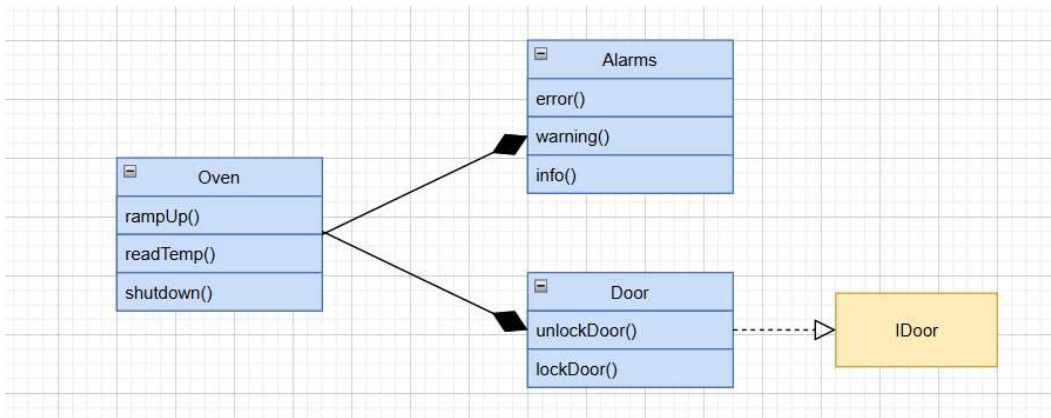 Alarms
error()
warning()
info()
Oven
rampUp()
readTemp()
shutdown()
Door
unlockDoor()
lockDoor()
IDoor